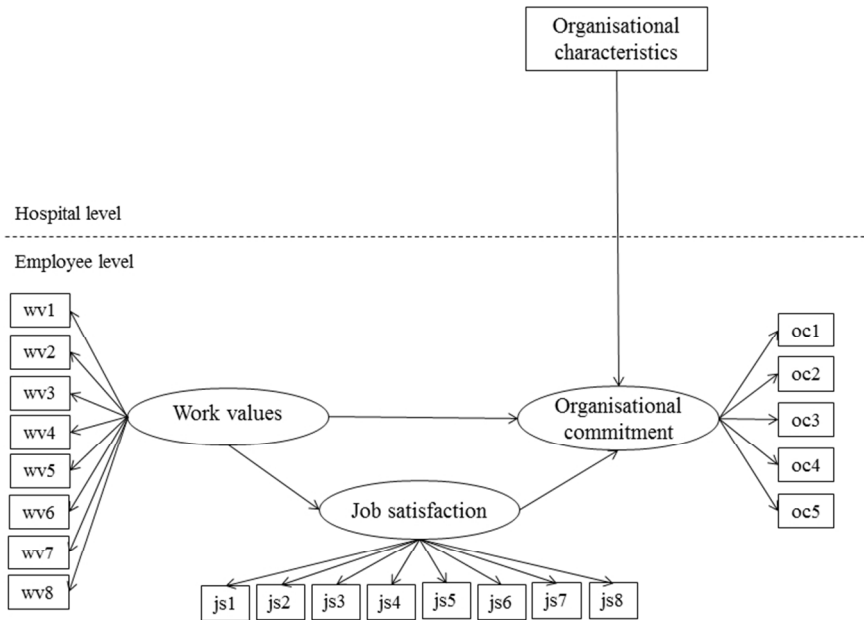 Organisational
characteristics
Hospital level
Employee level
wv1
wv2
wv3
wv4
wv5
wv6
wv7
wv8
Work values
Organisational
commitment
Job satisfaction
oc1
oc2
oc3
oc4
oc5
js1
js2
js3
js4
js5
js6
js7
js8